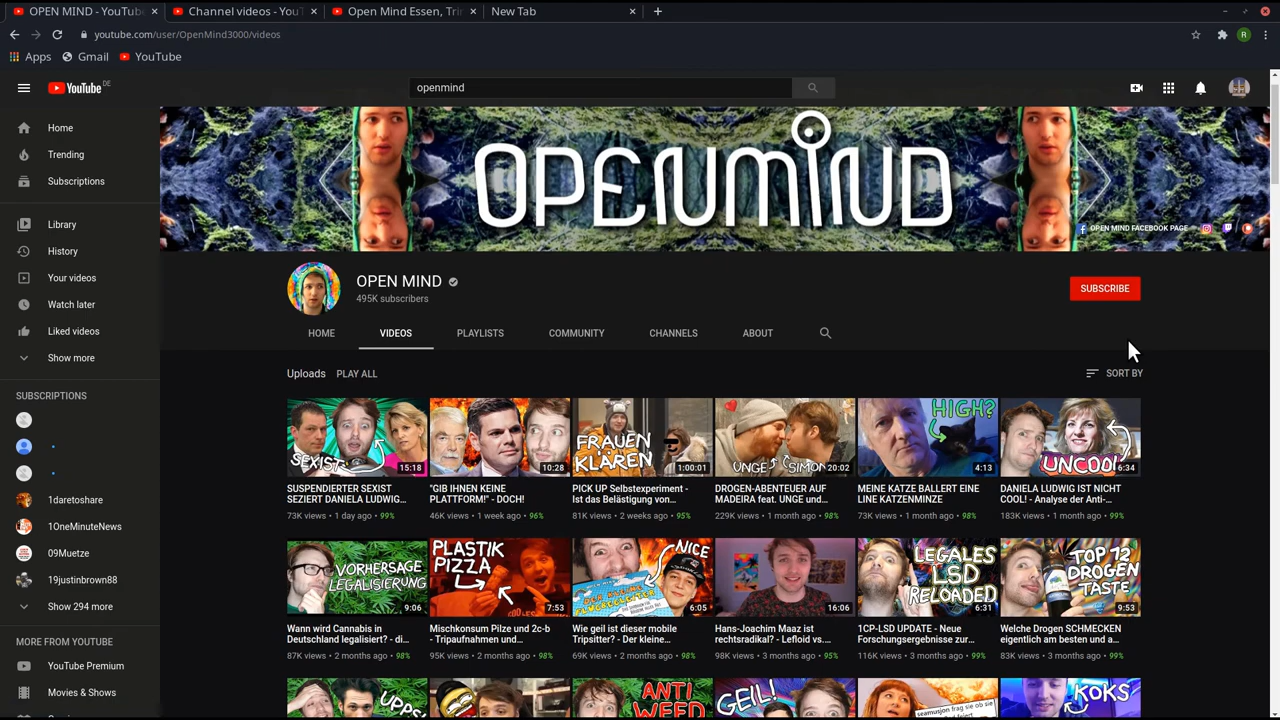 OPEN MIND - YouTub
Channel videos - YouT
Open Mind Essen, Trin
New Tab
youtube.com/user/OpenMind3000/videos
Apps
Gmail
YouTube
YouTube DE
openmind
R
Home
Trending
Subscriptions
Library
History
Your videos
Watch later
Liked videos
Show more
SUBSCRIPTIONS
1daretoshare
1OneMinuteNews
09Muetze
19justinbrown88
Show 294 more
MORE FROM YOUTUBE
YouTube Premium
Movies & Shows
OPENMIND
OPEN MIND FACEBOOK PAGE
OPEN MIND
495K subscribers
SUBSCRIBE
HOME
VIDEOS
PLAYLISTS
COMMUNITY
CHANNELS
ABOUT
Uploads
PLAY ALL
SORT BY
SEXIST
15:18
SUSPENDIERTER SEXIST
SEZIERT DANIELA LUDWIG...
73K views • 1 day ago • 99%
10:28
"GIB IHNEN KEINE
PLATTFORM!" - DOCH!
46K views • 1 week ago • 96%
FRAUEN
KLÄREN
1:00:01
PICK UP Selbstexperiment -
Ist das Belästigung von...
81K views • 2 weeks ago • 95%
UNGE
SIMON
20:02
DROGEN-ABENTEUER AUF
MADEIRA feat. UNGE und...
229K views • 1 month ago • 98%
HIGH?
4:13
MEINE KATZE BALLERT EINE
LINE KATZENMINZE
73K views • 1 month ago • 98%
UNCOOL
6:34
DANIELA LUDWIG IST NICHT
COOL! - Analyse der Anti-...
183K views • 1 month ago • 99%
VORHERSAGE
LEGALISIERUNG
9:06
Wann wird Cannabis in
Deutschland legalisiert? - di...
87K views • 2 months ago • 98%
PLASTIK
PIZZA
7:53
Mischkonsum Pilze und 2c-b
- Tripaufnahmen und...
95K views • 2 months ago • 98%
NICE
DER KLEINE
FLUGBEGLEITER
6:05
Wie geil ist dieser mobile
Tripsitter? - Der kleine...
69K views • 2 months ago • 98%
16:06
Hans-Joachim Maaz ist
rechtsradikal? - Lefloid vs....
98K views • 3 months ago • 95%
LEGALES
LSD
RELOADED
6:31
1CP-LSD UPDATE - Neue
Forschungsergebnisse zur...
116K views • 3 months ago • 99%
TOP 12
DROGEN
TASTE
9:53
Welche Drogen SCHMECKEN
eigentlich am besten und a...
83K views • 3 months ago • 99%
UPPS!
ANTI
WEED
GEIL!
seamusjon frag sie ob sie
KOKS